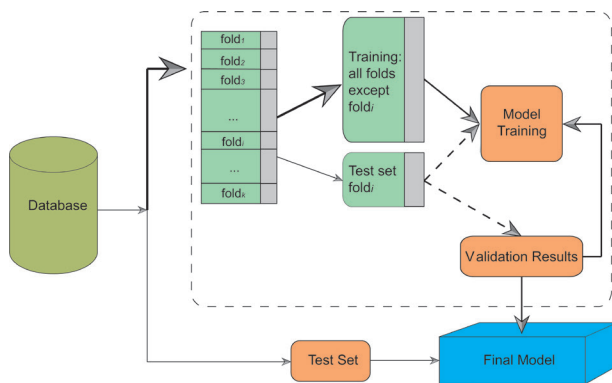 fold₁
fold₂
fold₃
...
foldᵢ
...
foldₖ
Training:
all folds
except
foldᵢ
Test set
foldᵢ
Model
Training
Database
Validation Results
Test Set
Final Model